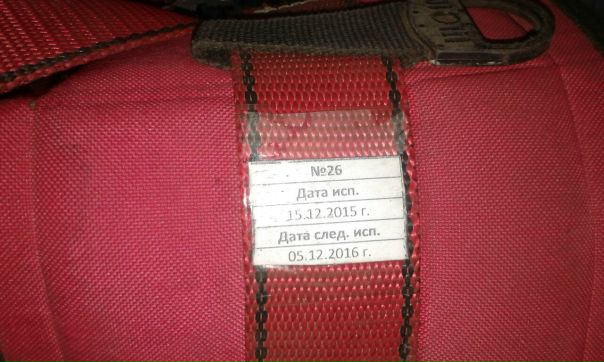 №26
Дата исп.
15.12.2015 г.
Дата след. исп.
05.12.2016 г.